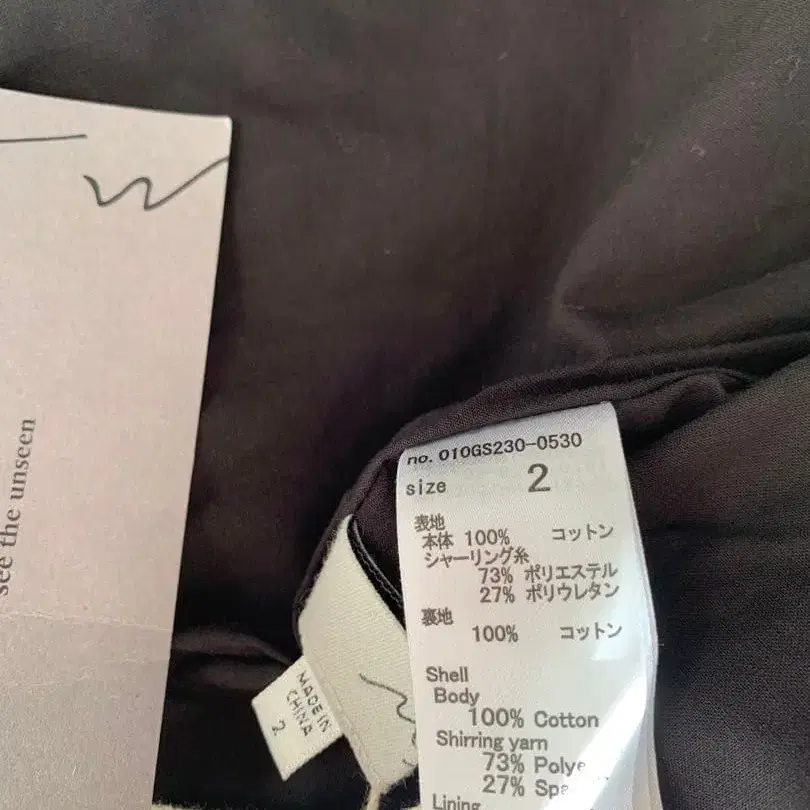 see the unseen
no. 010GS230-0530
size 2
表地
本体 100% コットン
シャーリング糸
73% ポリエステル
27% ポリウレタン
裏地
100% コットン
Shell
Body
100% Cotton
Shirring yarn
73%
27%
Lining
MADE IN
CHINA
2